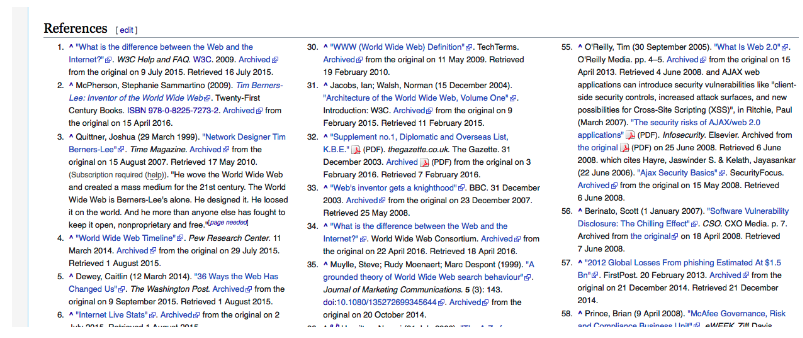 References [edit]
1. ^ "What is the difference between the Web and the
Internet?". W3C Help and FAQ. W3C. 2009. Archived
from the original on 9 July 2015. Retrieved 16 July 2015.
2. ^ McPherson, Stephanie Sammartino (2009). Tim Berners-
Lee: Inventor of the World Wide Web. Twenty-First
Century Books. ISBN 978-0-8225-7273-2. Archived from
the original on 15 April 2016.
3. ^ Quittner, Joshua (29 March 1999). "Network Designer Tim
Berners-Lee". Time Magazine. Archived from the
original on 15 August 2007. Retrieved 17 May 2010.
(Subscription required (help)). "He wove the World Wide Web
and created a mass medium for the 21st century. The World
Wide Web is Berners-Lee's alone. He designed it. He loosed
it on the world. And he more than anyone else has fought to
keep it open, nonproprietary and free."[page needed]
4. ^ "World Wide Web Timeline". Pew Research Center. 11
March 2014. Archived from the original on 29 July 2015.
Retrieved 1 August 2015.
5. ^ Dewey, Caitlin (12 March 2014). "36 Ways the Web Has
Changed Us". The Washington Post. Archived from the
original on 9 September 2015. Retrieved 1 August 2015.
6. ^ "Internet Live Stats". Archived from the original on 2
July 2015. Retrieved 1 August 2015.
30. ^ "WWW (World Wide Web) Definition". TechTerms.
Archived from the original on 11 May 2009. Retrieved
19 February 2010.
31. ^ Jacobs, Ian; Walsh, Norman (15 December 2004).
"Architecture of the World Wide Web, Volume One".
Introduction: W3C. Archived from the original on 9
February 2015. Retrieved 11 February 2015.
32. ^ "Supplement no.1, Diplomatic and Overseas List,
K.B.E." (PDF). thegazette.co.uk. The Gazette. 31
December 2003. Archived (PDF) from the original on 3
February 2016. Retrieved 7 February 2016.
33. ^ "Web's inventor gets a knighthood". BBC. 31 December
2003. Archived from the original on 23 December 2007.
Retrieved 25 May 2008.
34. ^ "What is the difference between the Web and the
Internet?". World Wide Web Consortium. Archived from
the original on 22 April 2016. Retrieved 18 April 2016.
35. ^ Muylle, Steve; Rudy Moenaert; Marc Despont (1999). "A
grounded theory of World Wide Web search behaviour".
Journal of Marketing Communications. 5 (3): 143.
doi:10.1080/135272699345644. Archived from the
original on 20 October 2014.
55. ^ O'Reilly, Tim (30 September 2005). "What Is Web 2.0".
O'Reilly Media. pp. 4–5. Archived from the original on 15
April 2013. Retrieved 4 June 2008. and AJAX web
applications can introduce security vulnerabilities like "client-
side security controls, increased attack surfaces, and new
possibilities for Cross-Site Scripting (XSS)", in Ritchie, Paul
(March 2007). "The security risks of AJAX/web 2.0
applications" (PDF). Infosecurity. Elsevier. Archived from
the original (PDF) on 25 June 2008. Retrieved 6 June
2008. which cites Hayre, Jaswinder S. & Kelath, Jayasankar
(22 June 2006). "Ajax Security Basics". SecurityFocus.
Archived from the original on 15 May 2008. Retrieved
6 June 2008.
56. ^ Berinato, Scott (1 January 2007). "Software Vulnerability
Disclosure: The Chilling Effect". CSO. CXO Media. p. 7.
Archived from the original on 18 April 2008. Retrieved
7 June 2008.
57. ^ "2012 Global Losses From phishing Estimated At $1.5
Bn". FirstPost. 20 February 2013. Archived from the
original on 21 December 2014. Retrieved 21 December
2014.
58. ^ Prince, Brian (9 April 2008). "McAfee Governance, Risk
and Compliance Business Unit". eWEEK. Ziff Davis